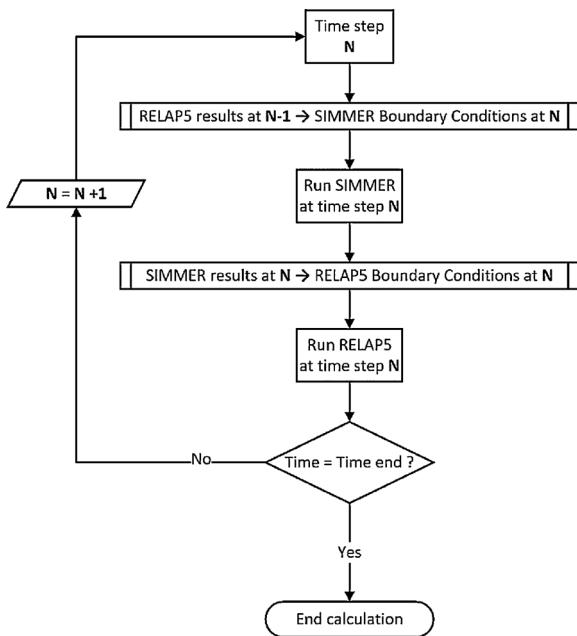 Time step
N
RELAP5 results at N-1 → SIMMER Boundary Conditions at N
N = N +1
Run SIMMER
at time step N
SIMMER results at N → RELAP5 Boundary Conditions at N
Run RELAP5
at time step N
No
Time = Time end ?
Yes
End calculation